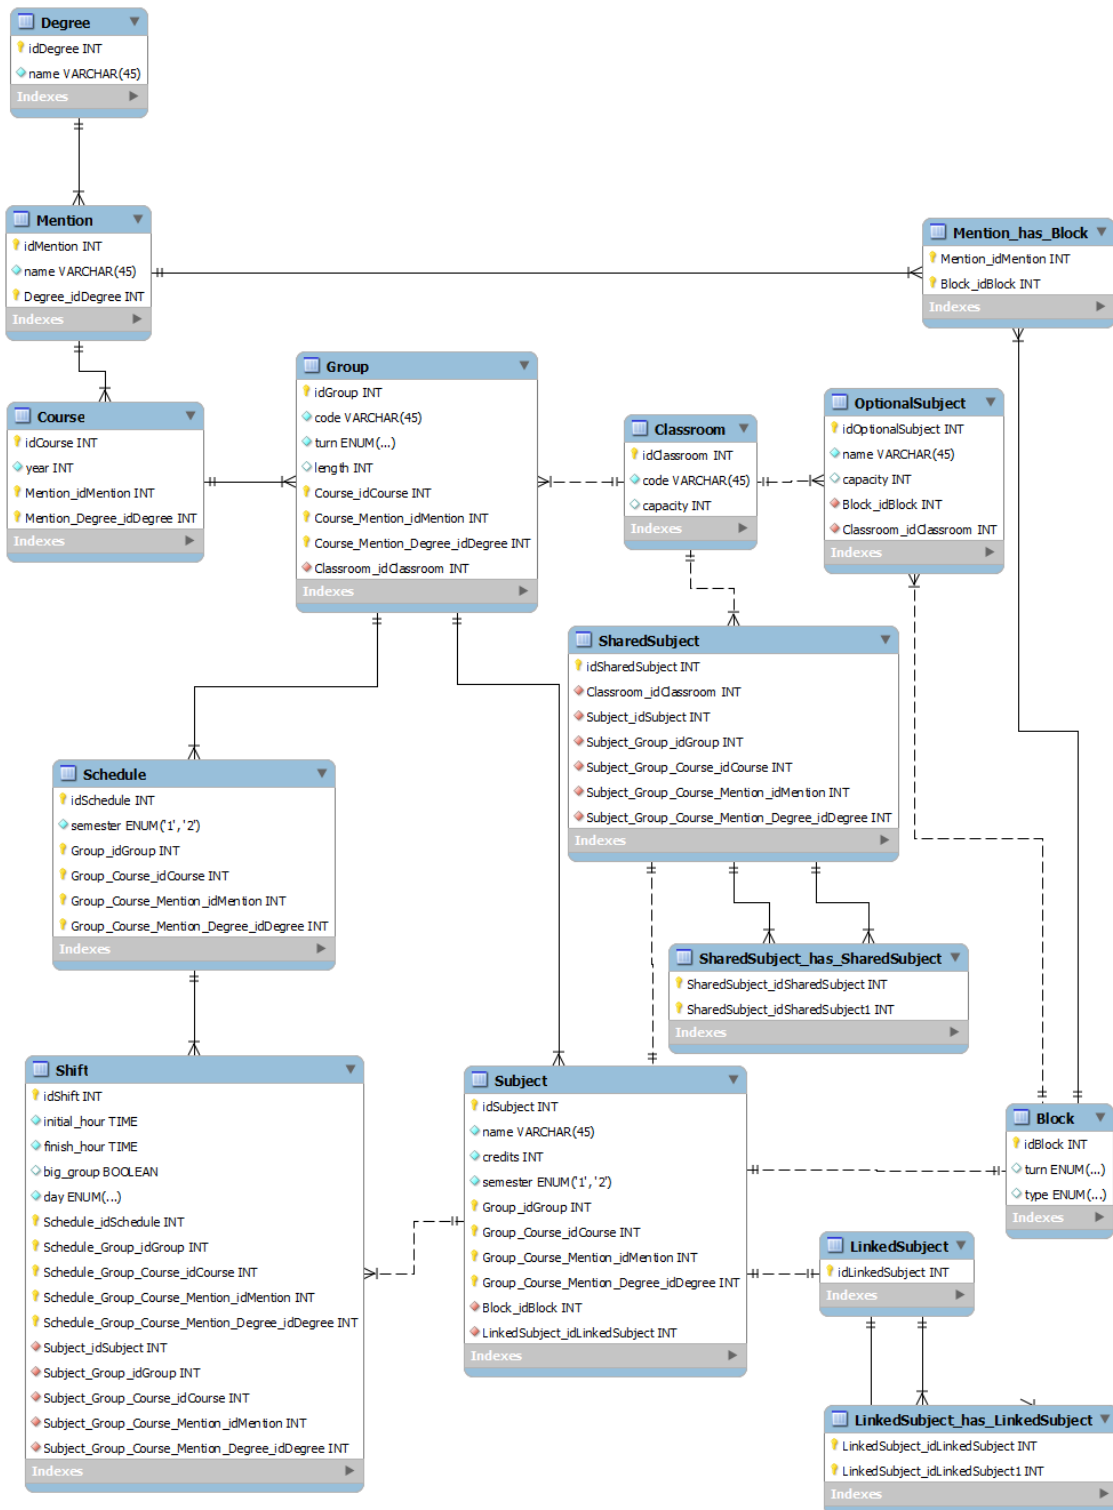 Degree
idDegree INT
name VARCHAR(45)
Indexes
Mention
idMention INT
name VARCHAR(45)
Degree_idDegree INT
Indexes
Mention_has_Block
Mention_idMention INT
Block_idBlock INT
Indexes
Course
idCourse INT
year INT
Mention_idMention INT
Mention_Degree_idDegree INT
Indexes
Group
idGroup INT
code VARCHAR(45)
turn ENUM(...)
length INT
Course_idCourse INT
Course_Mention_idMention INT
Course_Mention_Degree_idDegree INT
Classroom_idClassroom INT
Indexes
Classroom
idClassroom INT
code VARCHAR(45)
capacity INT
Indexes
OptionalSubject
idOptionalSubject INT
name VARCHAR(45)
capacity INT
Block_idBlock INT
Classroom_idClassroom INT
Indexes
SharedSubject
idSharedSubject INT
Classroom_idClassroom INT
Subject_idSubject INT
Subject_Group_idGroup INT
Subject_Group_Course_idCourse INT
Subject_Group_Course_Mention_idMention INT
Subject_Group_Course_Mention_Degree_idDegree INT
Indexes
Schedule
idSchedule INT
semester ENUM('1','2')
Group_idGroup INT
Group_Course_idCourse INT
Group_Course_Mention_idMention INT
Group_Course_Mention_Degree_idDegree INT
Indexes
SharedSubject_has_SharedSubject
SharedSubject_idSharedSubject INT
SharedSubject_idSharedSubject1 INT
Indexes
Shift
idShift INT
initial_hour TIME
finish_hour TIME
big_group BOOLEAN
day ENUM(...)
Schedule_idSchedule INT
Schedule_Group_idGroup INT
Schedule_Group_Course_idCourse INT
Schedule_Group_Course_Mention_idMention INT
Schedule_Group_Course_Mention_Degree_idDegree INT
Subject_idSubject INT
Subject_Group_idGroup INT
Subject_Group_Course_idCourse INT
Subject_Group_Course_Mention_idMention INT
Subject_Group_Course_Mention_Degree_idDegree INT
Indexes
Subject
idSubject INT
name VARCHAR(45)
credits INT
semester ENUM('1','2')
Group_idGroup INT
Group_Course_idCourse INT
Group_Course_Mention_idMention INT
Group_Course_Mention_Degree_idDegree INT
Block_idBlock INT
LinkedSubject_idLinkedSubject INT
Indexes
Block
idBlock INT
turn ENUM(...)
type ENUM(...)
Indexes
LinkedSubject
idLinkedSubject INT
Indexes
LinkedSubject_has_LinkedSubject
LinkedSubject_idLinkedSubject INT
LinkedSubject_idLinkedSubject1 INT
Indexes